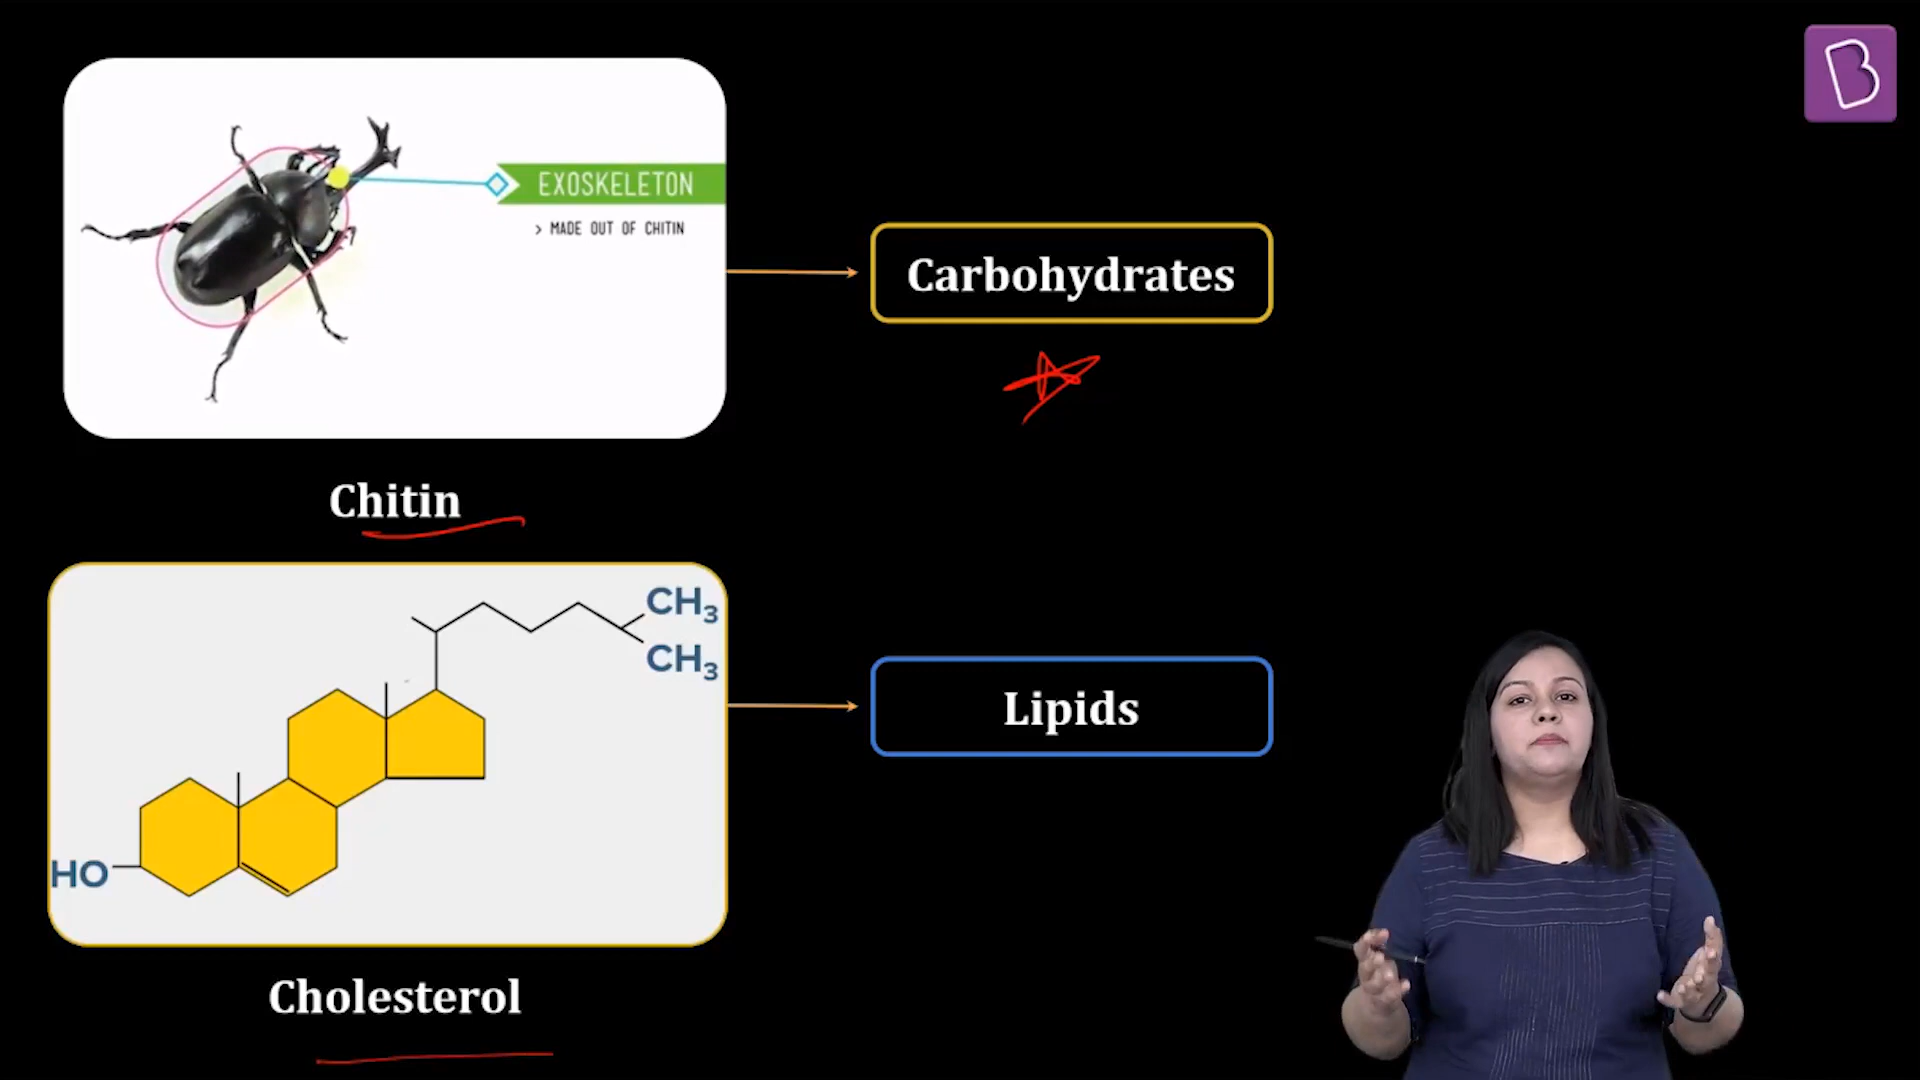 EXOSKELETON
> MADE OUT OF CHITIN
Carbohydrates
Chitin
CH3
CH3
HO
Lipids
Cholesterol
B